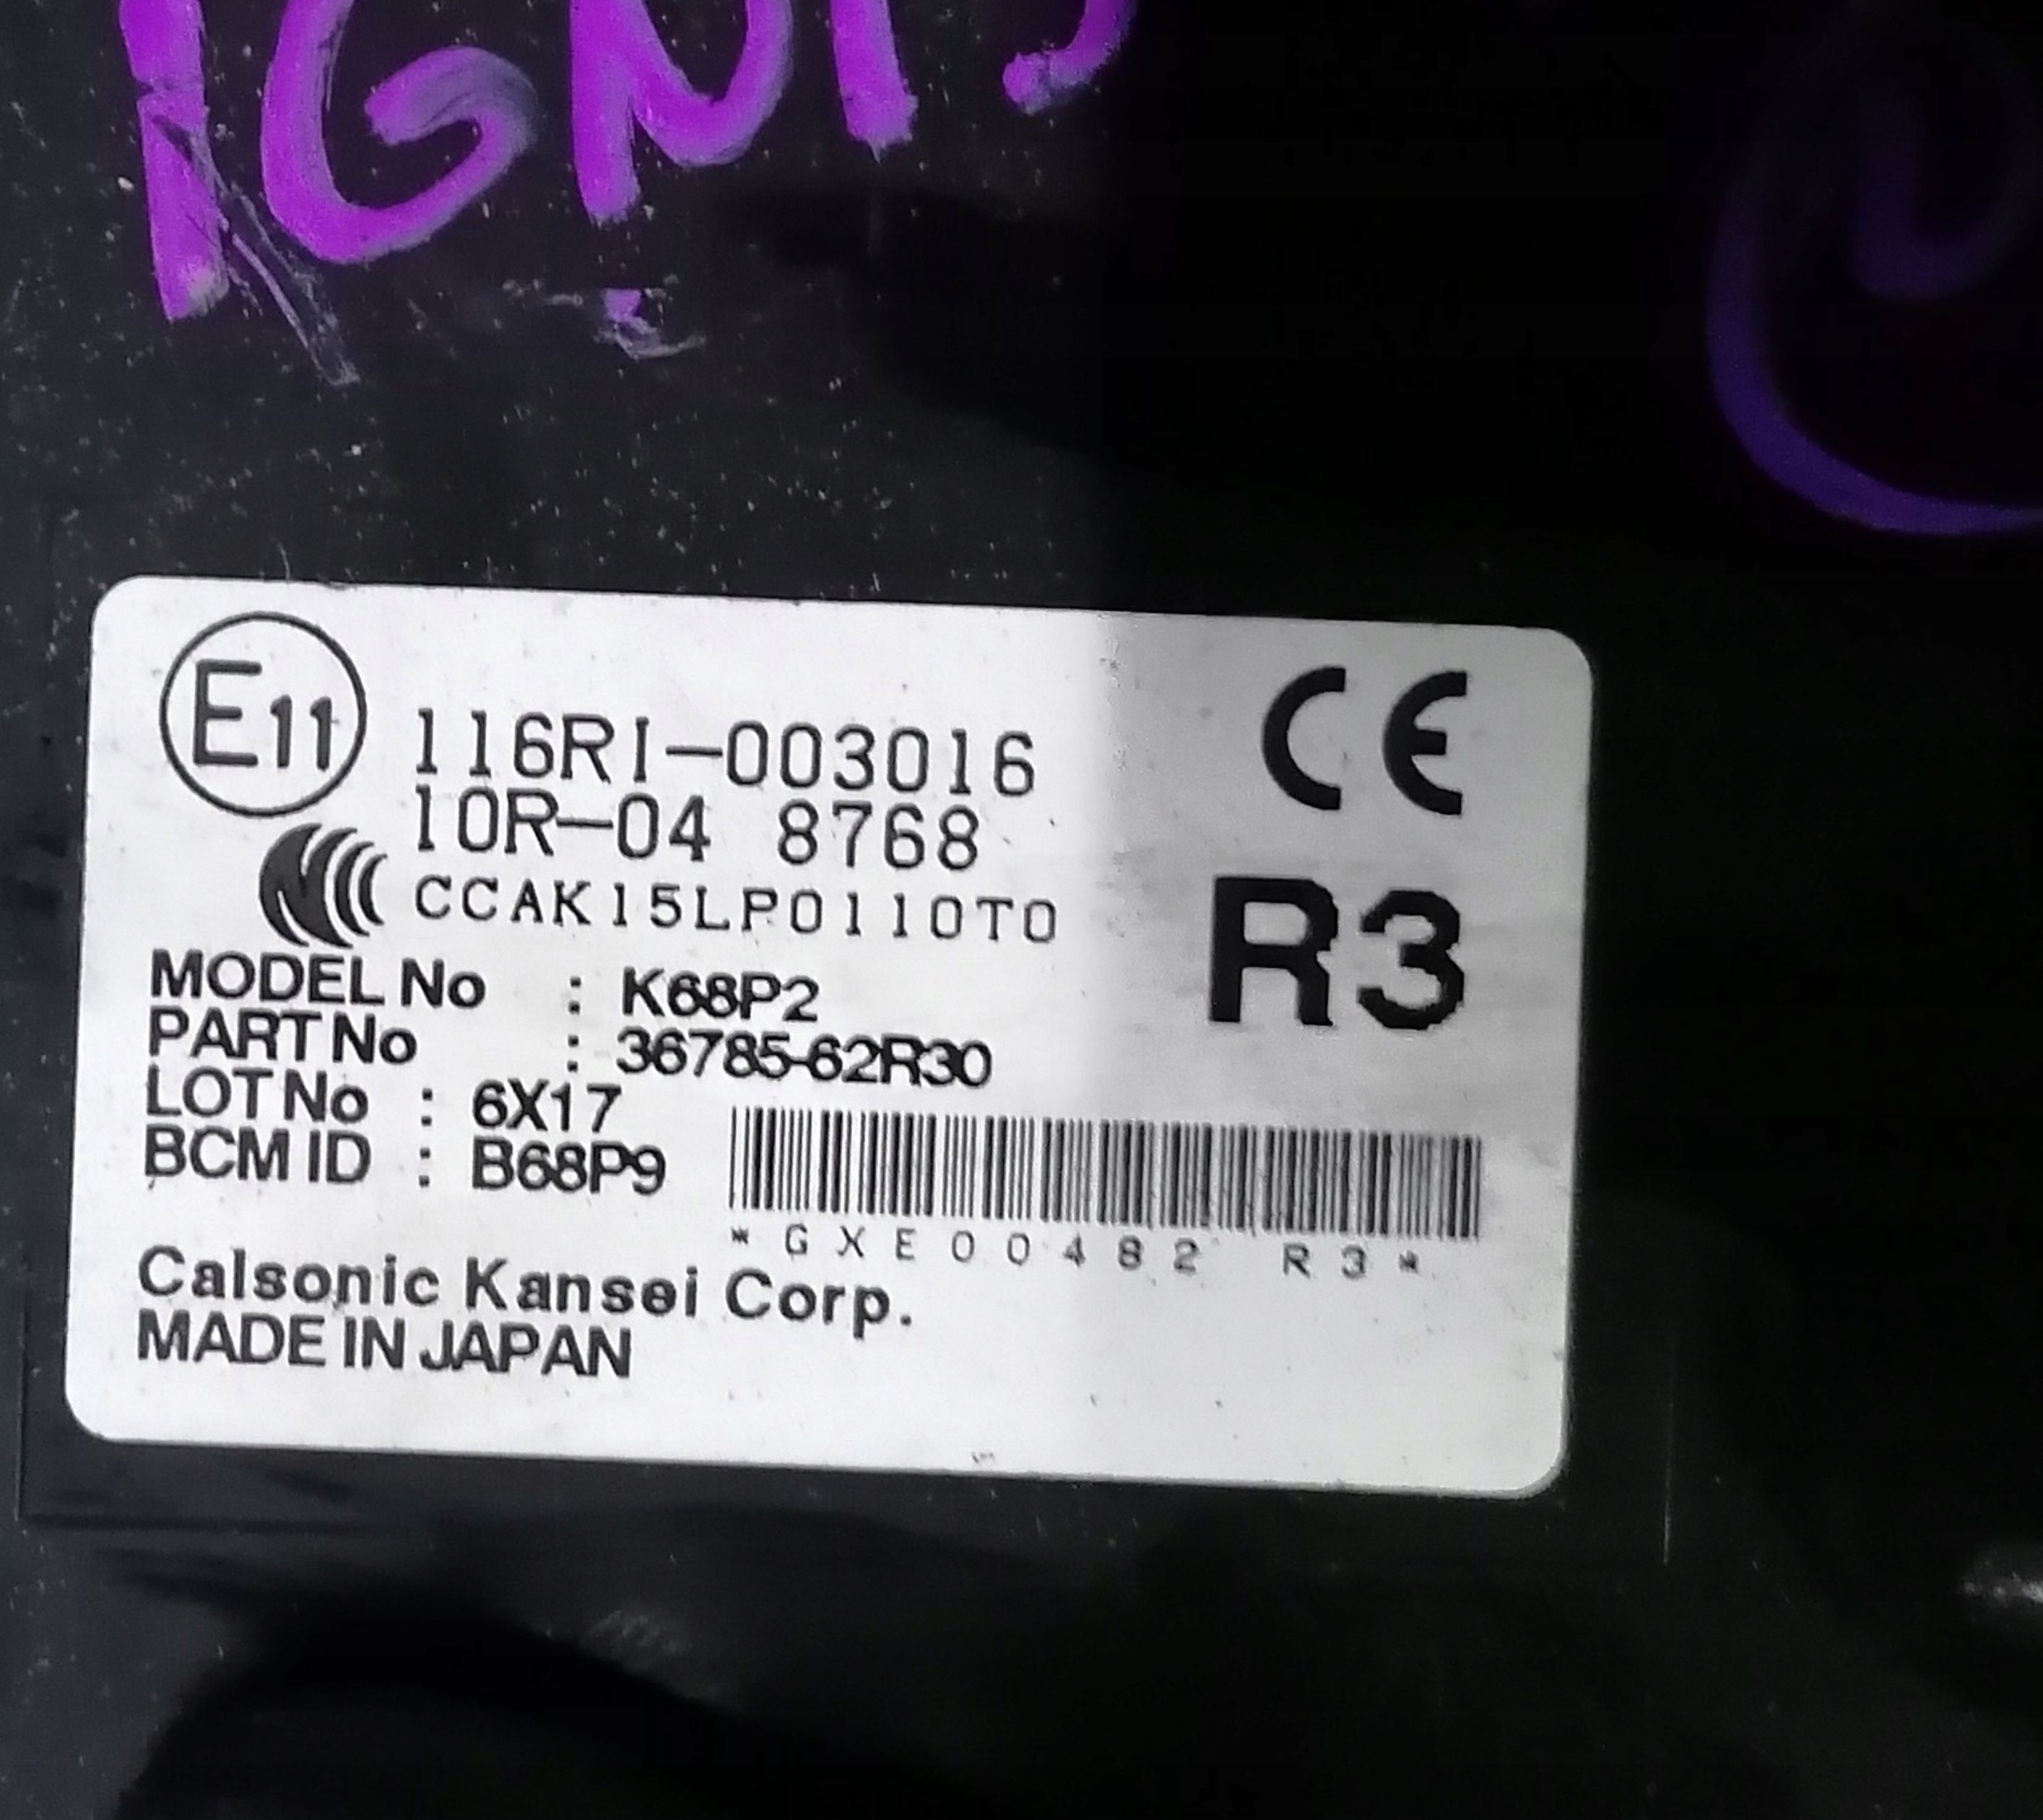 IGNIS
E11
116RI-003016
10R-04 8768
CCAK15LP0110T0
CE
R3
MODEL No : K68P2
PART No : 36785-62R30
LOT No : 6X17
BCM ID : B68P9
*GXE00482 R3*
Calsonic Kansei Corp.
MADE IN JAPAN